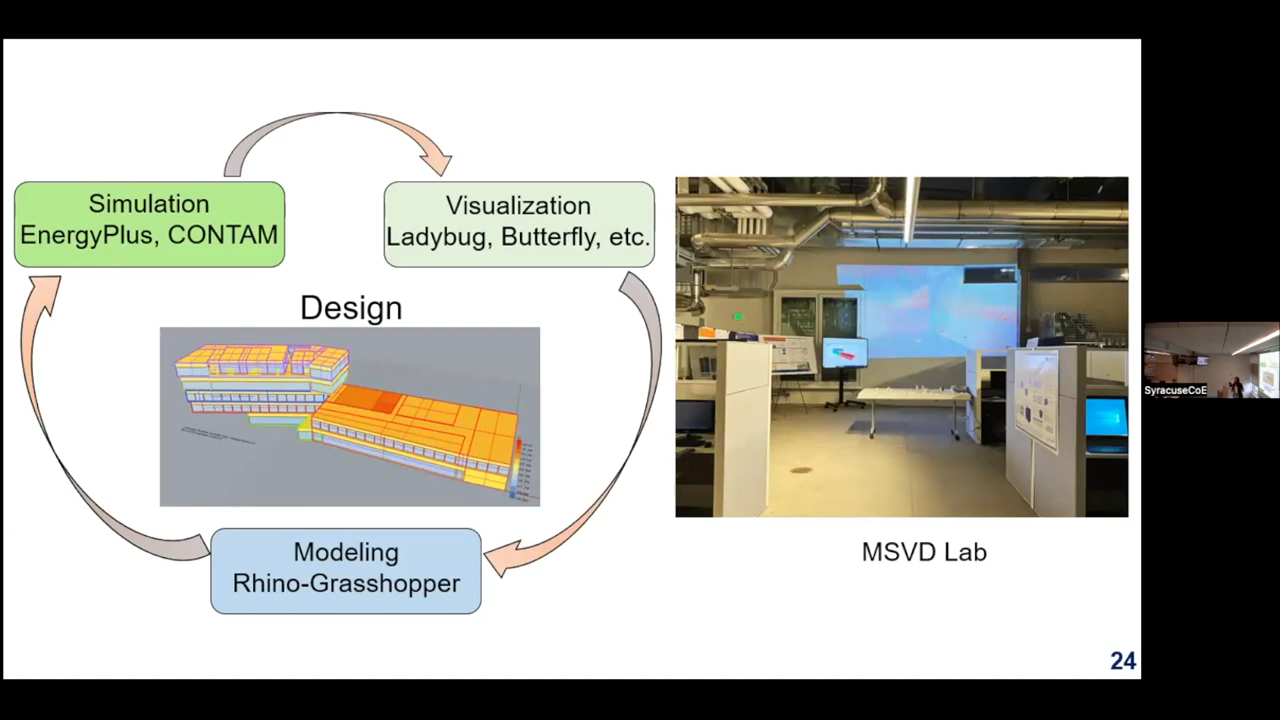 Simulation
EnergyPlus, CONTAM
Visualization
Ladybug, Butterfly, etc.
Design
Modeling
Rhino-Grasshopper
MSVD Lab
24
SyracuseCoE